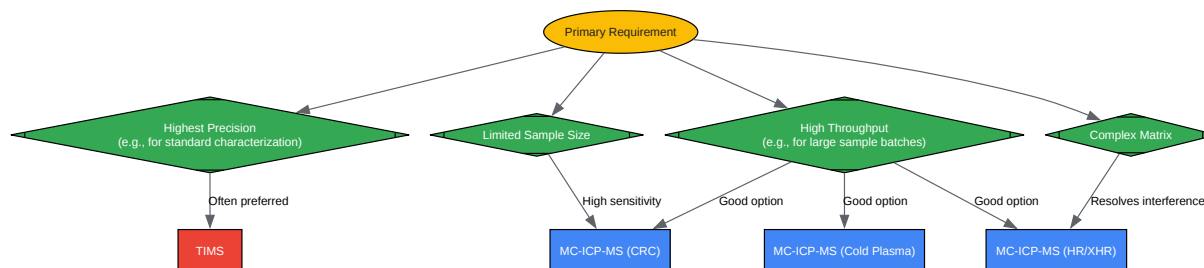 Primary Requirement
Highest Precision
(e.g., for standard characterization)
Limited Sample Size
High Throughput
(e.g., for large sample batches)
Complex Matrix
Often preferred
High sensitivity
Good option
Good option
Good option
Resolves interference
TIMS
MC-ICP-MS (CRC)
MC-ICP-MS (Cold Plasma)
MC-ICP-MS (HR/XHR)